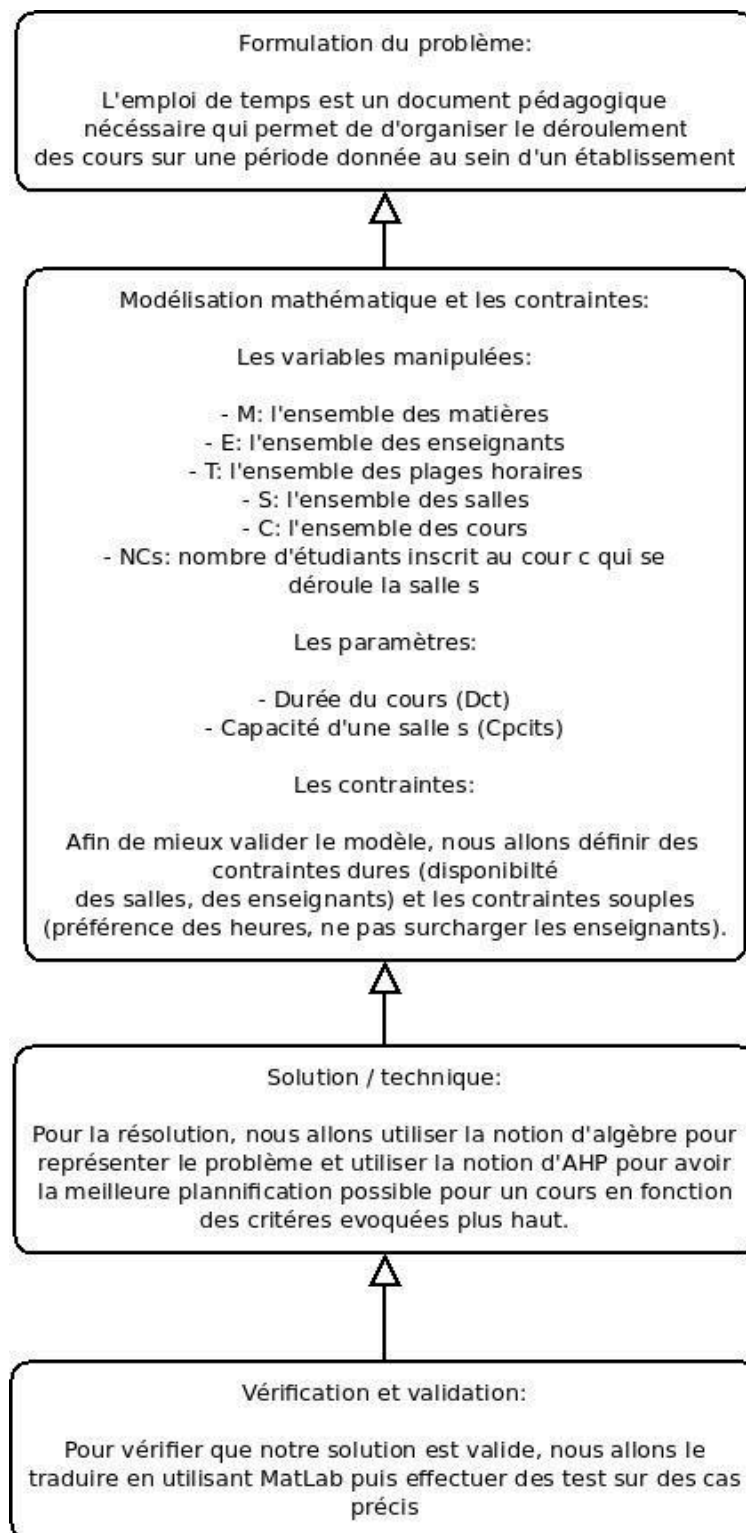 Formulation du problème:
L'emploi de temps est un document pédagogique
nécéssaire qui permet de d'organiser le déroulement
des cours sur une période donnée au sein d'un établissement
Modélisation mathématique et les contraintes:
Les variables manipulées:
- M: l'ensemble des matières
- E: l'ensemble des enseignants
- T: l'ensemble des plages horaires
- S: l'ensemble des salles
- C: l'ensemble des cours
- NCs: nombre d'étudiants inscrit au cour c qui se
déroule la salle s
Les paramètres:
- Durée du cours (Dct)
- Capacité d'une salle s (Cpcits)
Les contraintes:
Afin de mieux valider le modèle, nous allons définir des
contraintes dures (disponibilté
des salles, des enseignants) et les contraintes souples
(préférence des heures, ne pas surcharger les enseignants).
Solution / technique:
Pour la résolution, nous allons utiliser la notion d'algèbre pour
représenter le problème et utiliser la notion d'AHP pour avoir
la meilleure plannification possible pour un cours en fonction
des critéres evoquées plus haut.
Vérification et validation:
Pour vérifier que notre solution est valide, nous allons le
traduire en utilisant MatLab puis effectuer des test sur des cas
précis